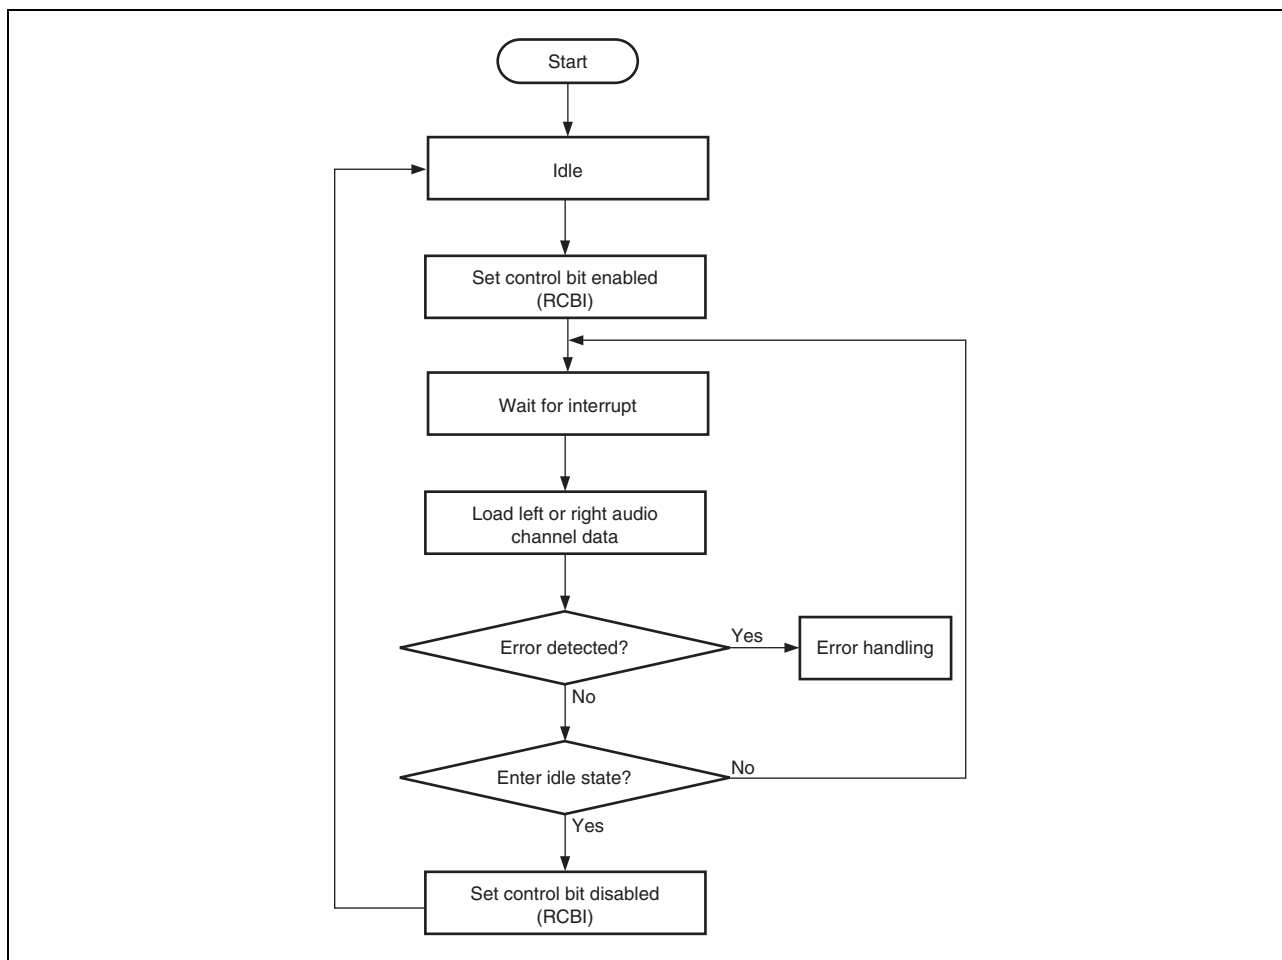 Start
Idle
Set control bit enabled
(RCBI)
Wait for interrupt
Load left or right audio
channel data
Error detected?
Yes
Error handling
No
Enter idle state?
No
Yes
Set control bit disabled
(RCBI)